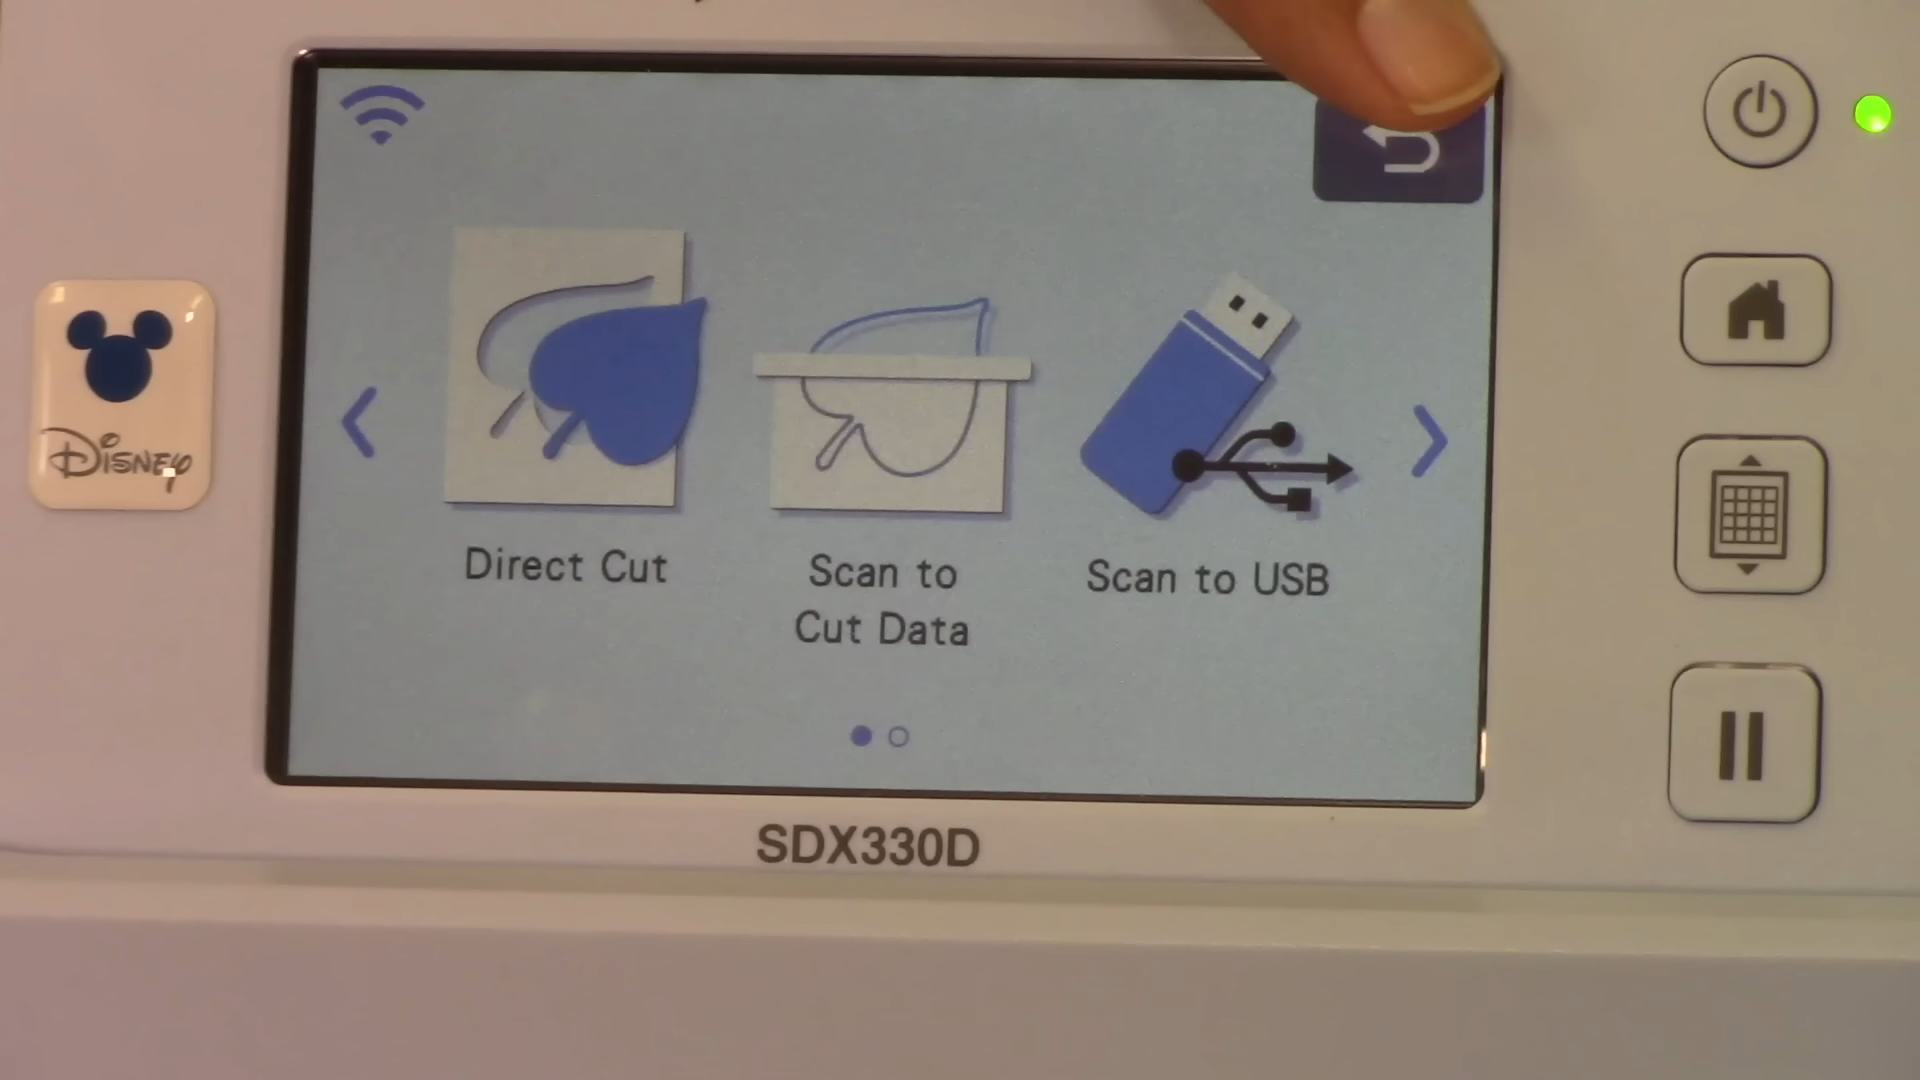 Disney
Direct Cut
Scan to
Cut Data
Scan to USB
SDX330D